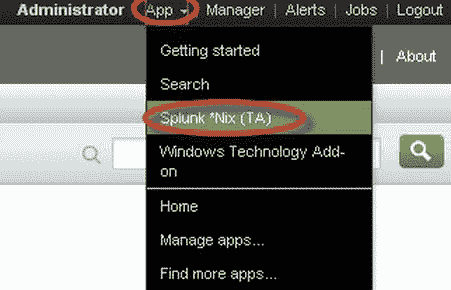 Administrator App Manager | Alerts | Jobs | Logout
Getting started
| About
Search
Splunk *Nix (TA)
Windows Technology Add-
on
Home
Manage apps...
Find more apps...